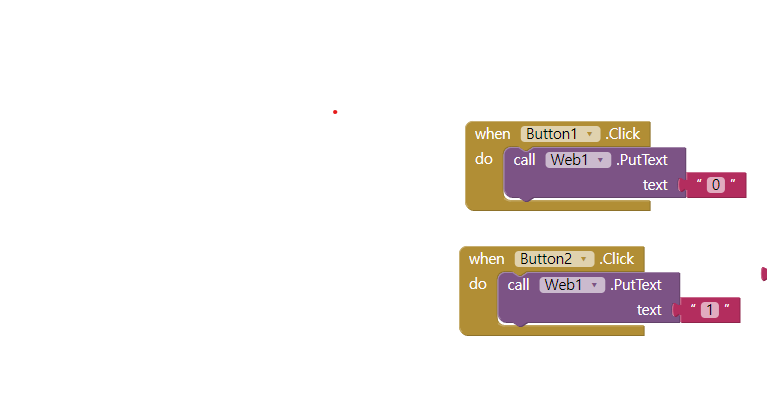 when Button1 .Click
do call Web1 .PutText
text " 0 "
when Button2 .Click
do call Web1 .PutText
text " 1 "